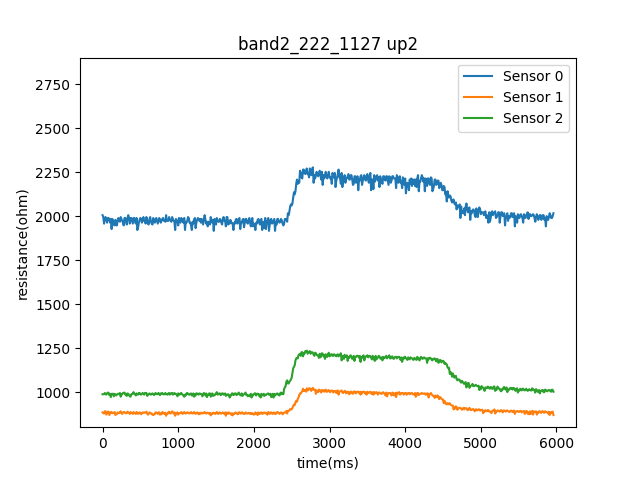 band2_222_1127 up2
Sensor 0
Sensor 1
Sensor 2
2750
2500
2250
2000
1750
1500
1250
1000
resistance(ohm)
0 1000 2000 3000 4000 5000 6000
time(ms)